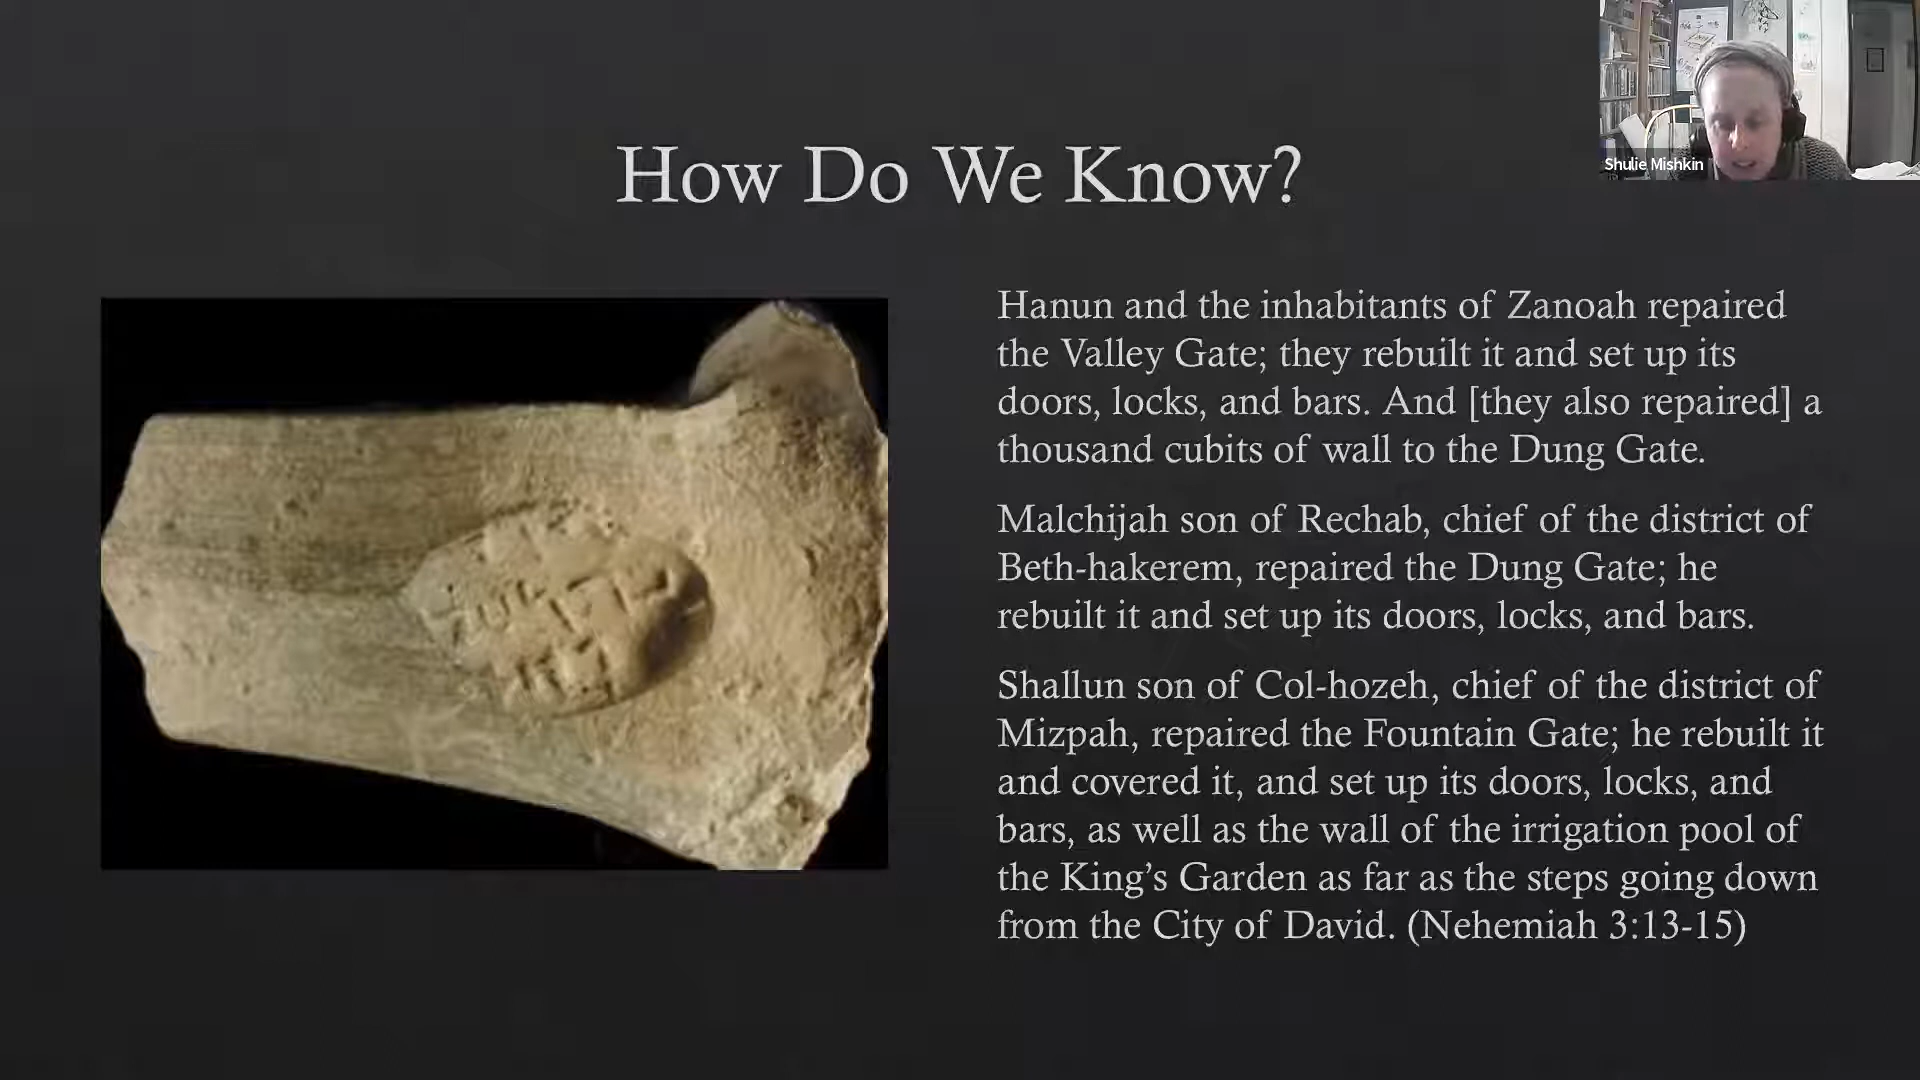 How Do We Know?
Shulie Mishkin
Hanun and the inhabitants of Zanoah repaired
the Valley Gate; they rebuilt it and set up its
doors, locks, and bars. And [they also repaired] a
thousand cubits of wall to the Dung Gate.
Malchijah son of Rechab, chief of the district of
Beth-hakerem, repaired the Dung Gate; he
rebuilt it and set up its doors, locks, and bars.
Shallun son of Col-hozeh, chief of the district of
Mizpah, repaired the Fountain Gate; he rebuilt it
and covered it, and set up its doors, locks, and
bars, as well as the wall of the irrigation pool of
the King’s Garden as far as the steps going down
from the City of David. (Nehemiah 3:13-15)